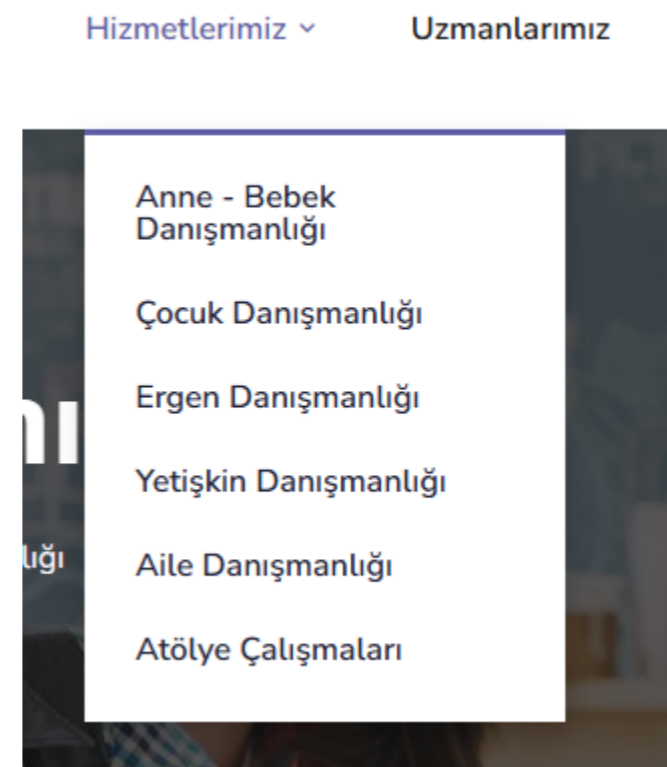 Hizmetlerimiz
Uzmanlarımız
Anne - Bebek
Danışmanlığı
Çocuk Danışmanlığı
Ergen Danışmanlığı
Yetişkin Danışmanlığı
Aile Danışmanlığı
Atölye Çalışmaları